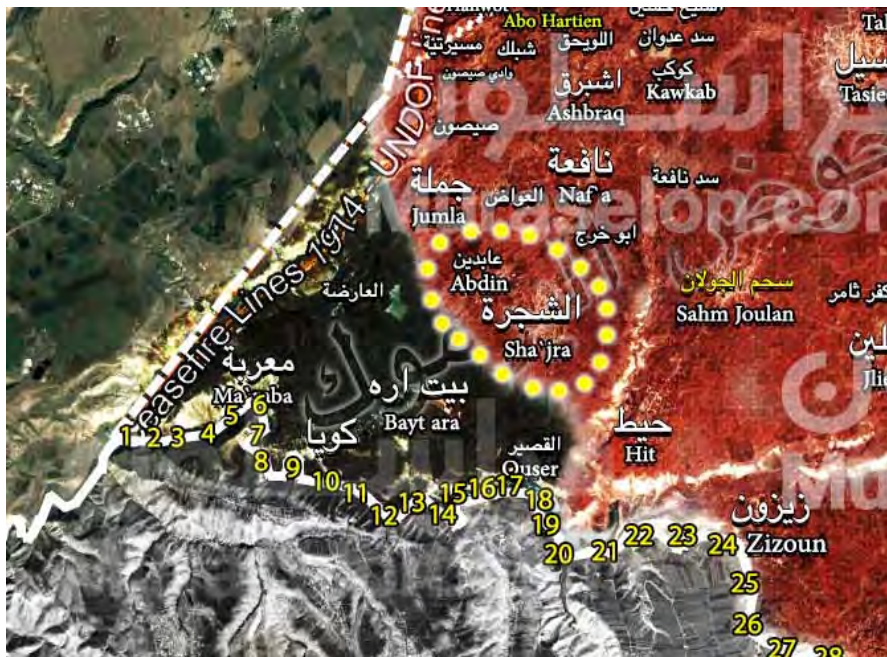 Abo Hartien
مسيرتية
شبلك
اللويحق
سد عدوان
وادي صيصون
اشبرق
Ashbraq
كوكب
Kawkab
صيصون
نافعة
Naf`a
سد نافعة
جملة
Jumla
العواض
ابو خرج
عابدين
Abdin
الشجرة
Sha`jra
سحم الجولان
Sahm Joulan
كفر ثامر
العارضة
معرية
بيت اره
Bayt ara
كويا
القصير
Quser
حيط
Hit
زيزون
Zizoun
easefire Lines 1914 - UNDOF
1
2
3
4
5
6
7
8
9
10
11
12
13
14
15
16
17
18
19
20
21
22
23
24
25
26
27
28